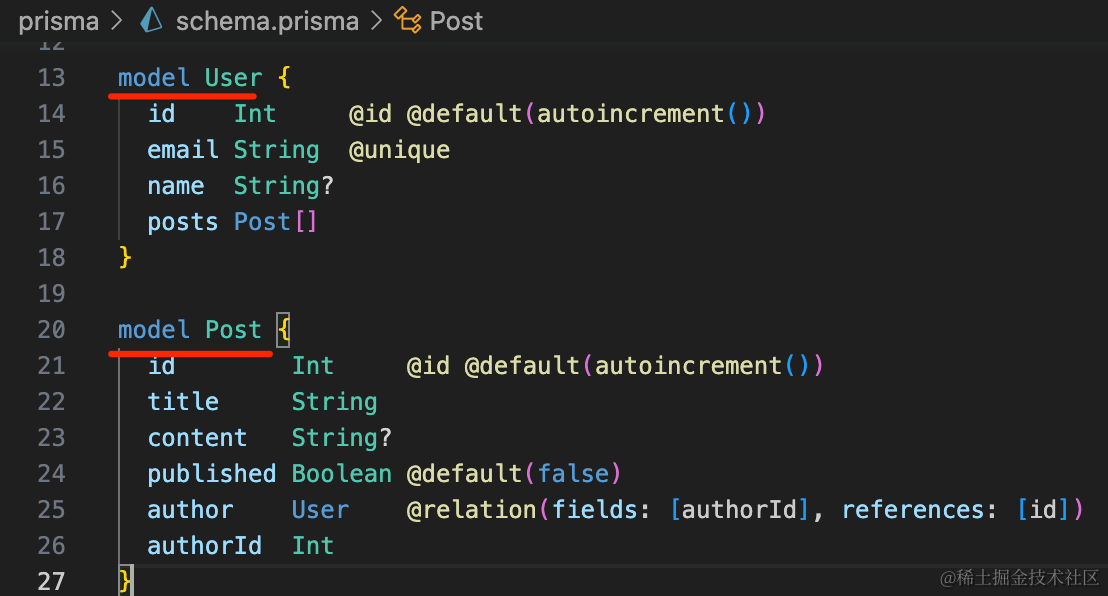 prisma > schema.prisma > Post
12
13 model User {
14 id Int @id @default(autoincrement())
15 email String @unique
16 name String?
17 posts Post[]
18 }
19
20 model Post {
21 id Int @id @default(autoincrement())
22 title String
23 content String?
24 published Boolean @default(false)
25 author User @relation(fields: [authorId], references: [id])
26 authorId Int
27 }
@稀土掘金技术社区